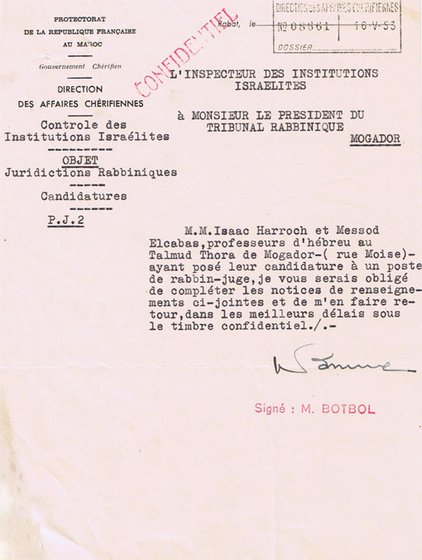 PROTECTORAT
DE LA REPUBLIQUE FRANÇAISE
AU MAROC
Gouvernement Chérifien
DIRECTION
DES AFFAIRES CHÉRIFIENNES
Contrôle des
Institutions Israélites
OBJET
Juridictions Rabbiniques
Candidatures
P.J.2
CONFIDENTIEL
Rabat, le
DIRECTION DES AFFAIRES CHÉRIFIENNES
No 08661 16-V-53
DOSSIER
L'INSPECTEUR DES INSTITUTIONS
ISRAELITES
à MONSIEUR LE PRESIDENT DU
TRIBUNAL RABBINIQUE
MOGADOR
M.M.Isaac Harroch et Messod
Elcabas,professeurs d'hébreu au
Talmud Thora de Mogador-( rue Moise)-
ayant posé leur candidature à un poste
de rabbin-juge,je vous serais obligé
de compléter les notices de renseigne-
ments ci-jointes et de m'en faire re-
tour,dans les meilleurs délais sous
le timbre confidentiel./.-
Signé : M. BOTBOL